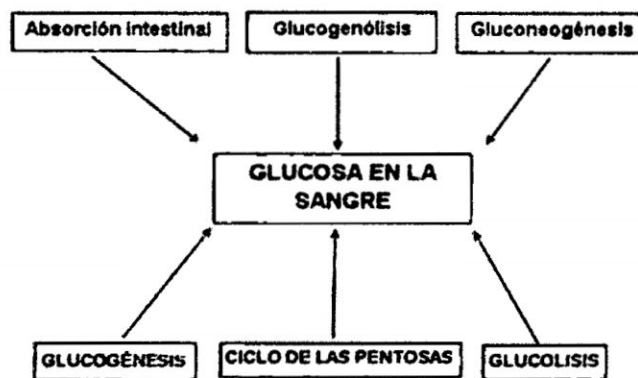 Absorción intestinal
Glucogenólisis
Gluconeogénesis
GLUCOSA EN LA
SANGRE
GLUCOGÉNESIS
CICLO DE LAS PENTOSAS
GLUCOLISIS